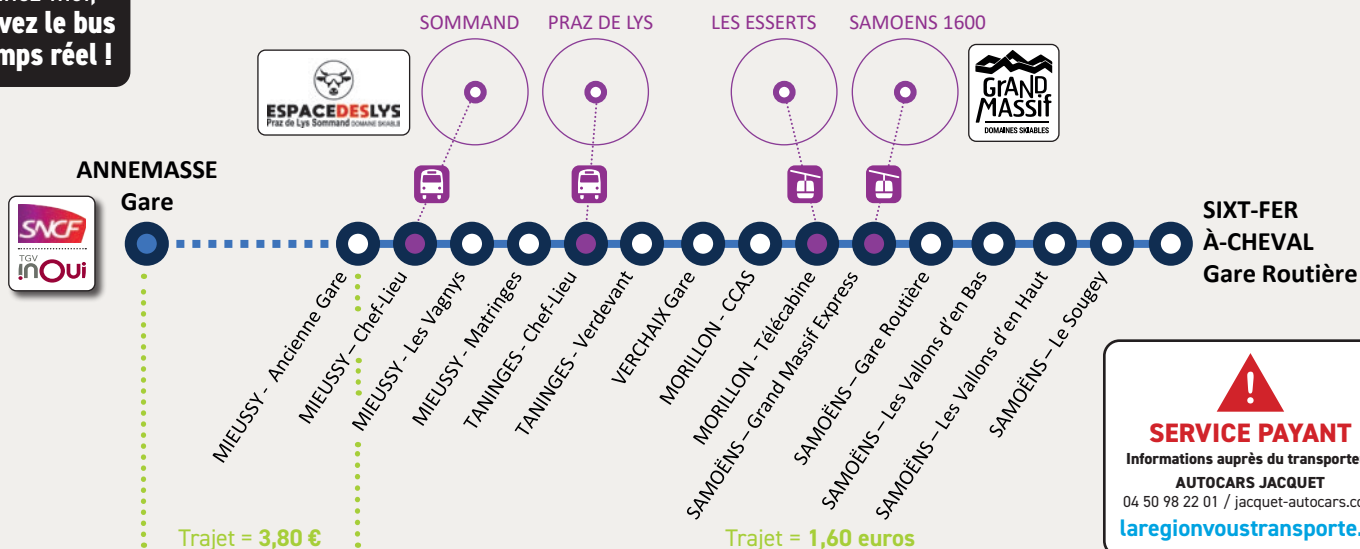 le bus
temps réel !
SOMMAND
PRAZ DE LYS
LES ESSERTS
SAMOENS 1600
ESPACEDESLYS
Praz de Lys Sommand DOMAINE SKIABLE
GRAND
MASSIF
DOMAINES SKIABLES
ANNEMASSE
Gare
SNCF
TGV
inOui
SIXT-FER
À-CHEVAL
Gare Routière
MIEUSSY - Ancienne Gare
MIEUSSY – Chef-Lieu
MIEUSSY - Les Vagnys
MIEUSSY - Matringes
TANINGES - Chef-Lieu
TANINGES - Verdevant
VERCHAIX Gare
MORILLON - CCAS
MORILLON - Télécabine
SAMOËNS – Grand Massif Express
SAMOËNS – Gare Routière
SAMOËNS – Les Vallons d'en Bas
SAMOËNS – Les Vallons d'en Haut
SAMOËNS – Le Sougey
!
SERVICE PAYANT
Informations auprès du
AUTOCARS JACQUET
04 50 98 22 01 / jacquet-autocars.co
laregionvoustransporte.
Trajet = 3,80 €
Trajet = 1,60 euros